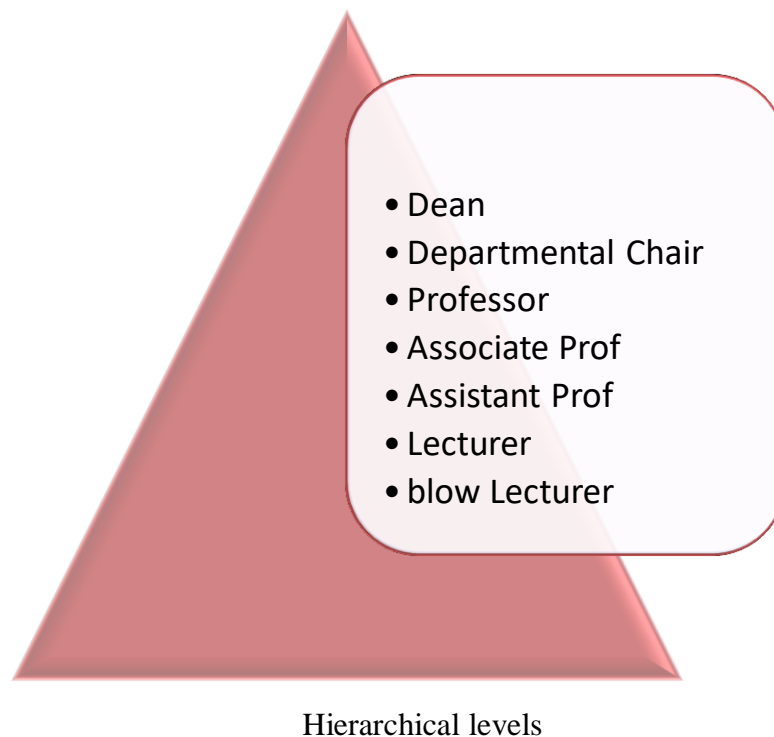 • Dean
• Departmental Chair
• Professor
• Associate Prof
• Assistant Prof
• Lecturer
• blow Lecturer
Hierarchical levels